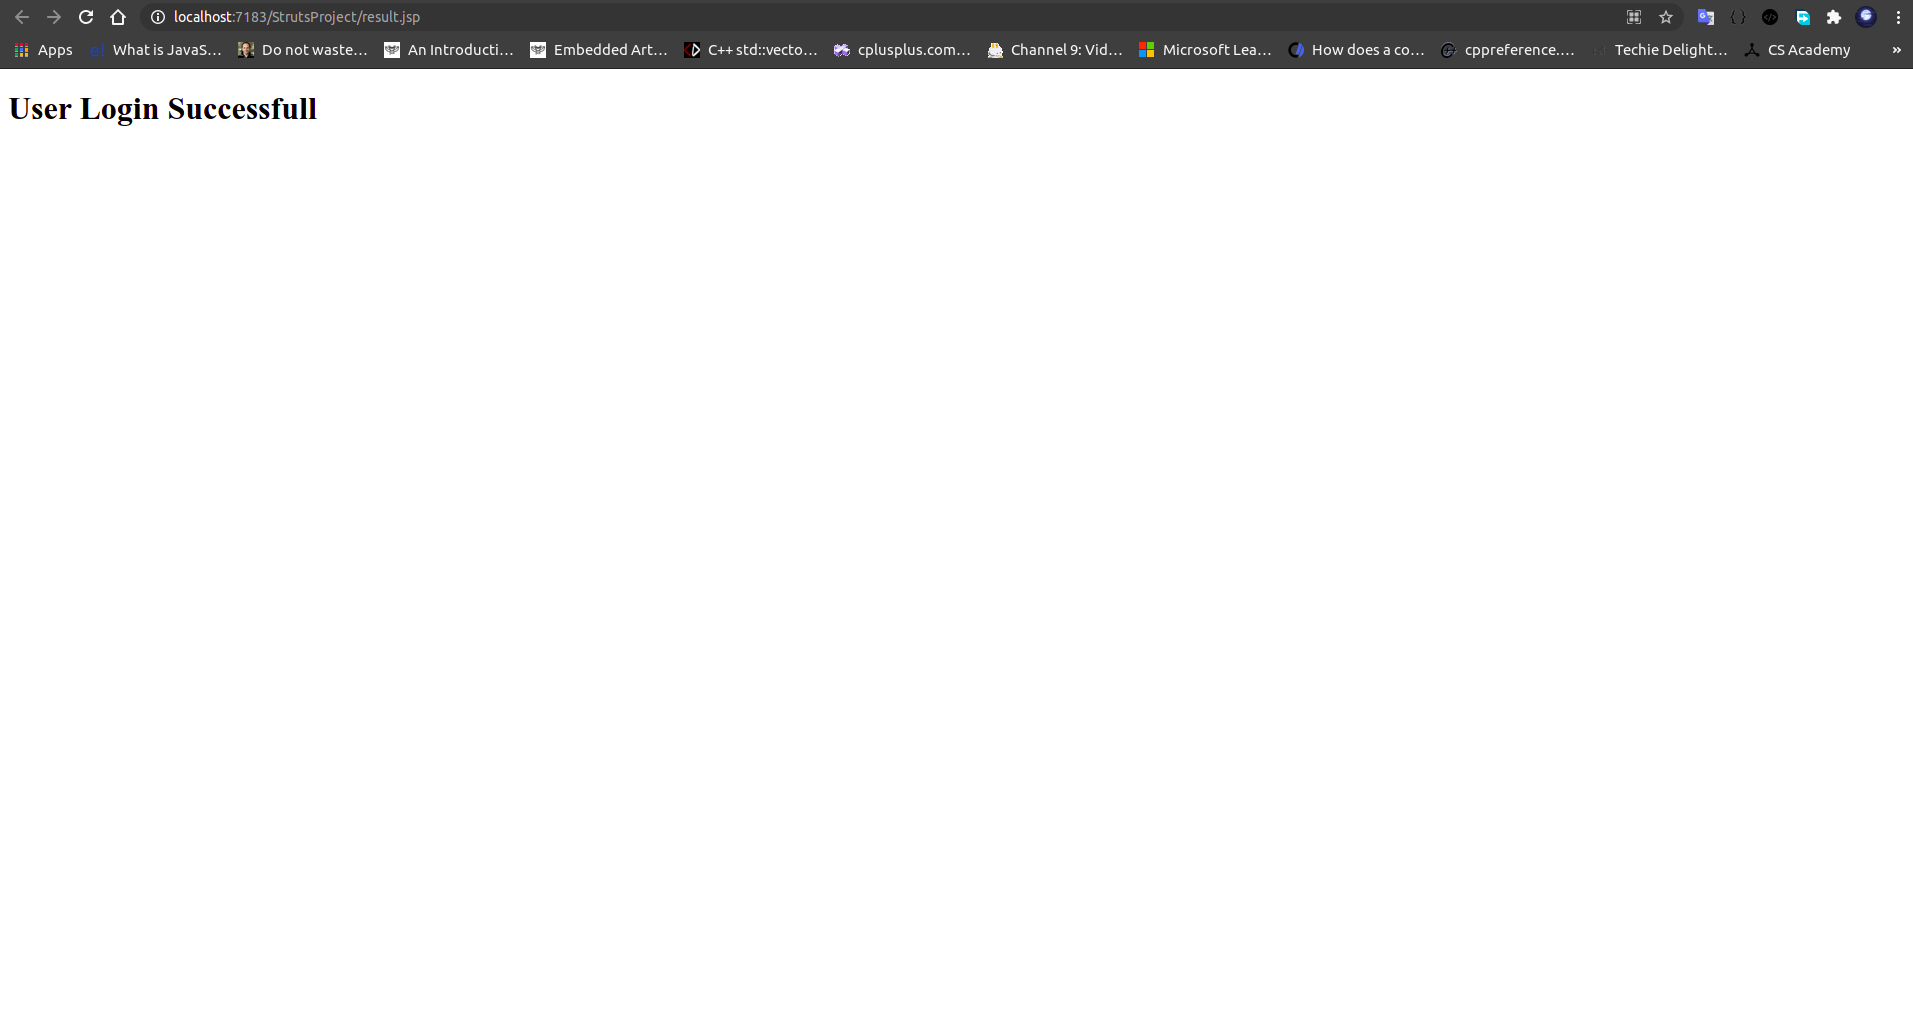 localhost:7183/StrutsProject/result.jsp
Apps What is JavaS... Do not waste... An Introducti... Embedded Art... C++ std::vecto... cplusplus.com... Channel 9: Vid... Microsoft Lea... How does a co... cppreference.... Techie Delight... CS Academy »
User Login Successfull